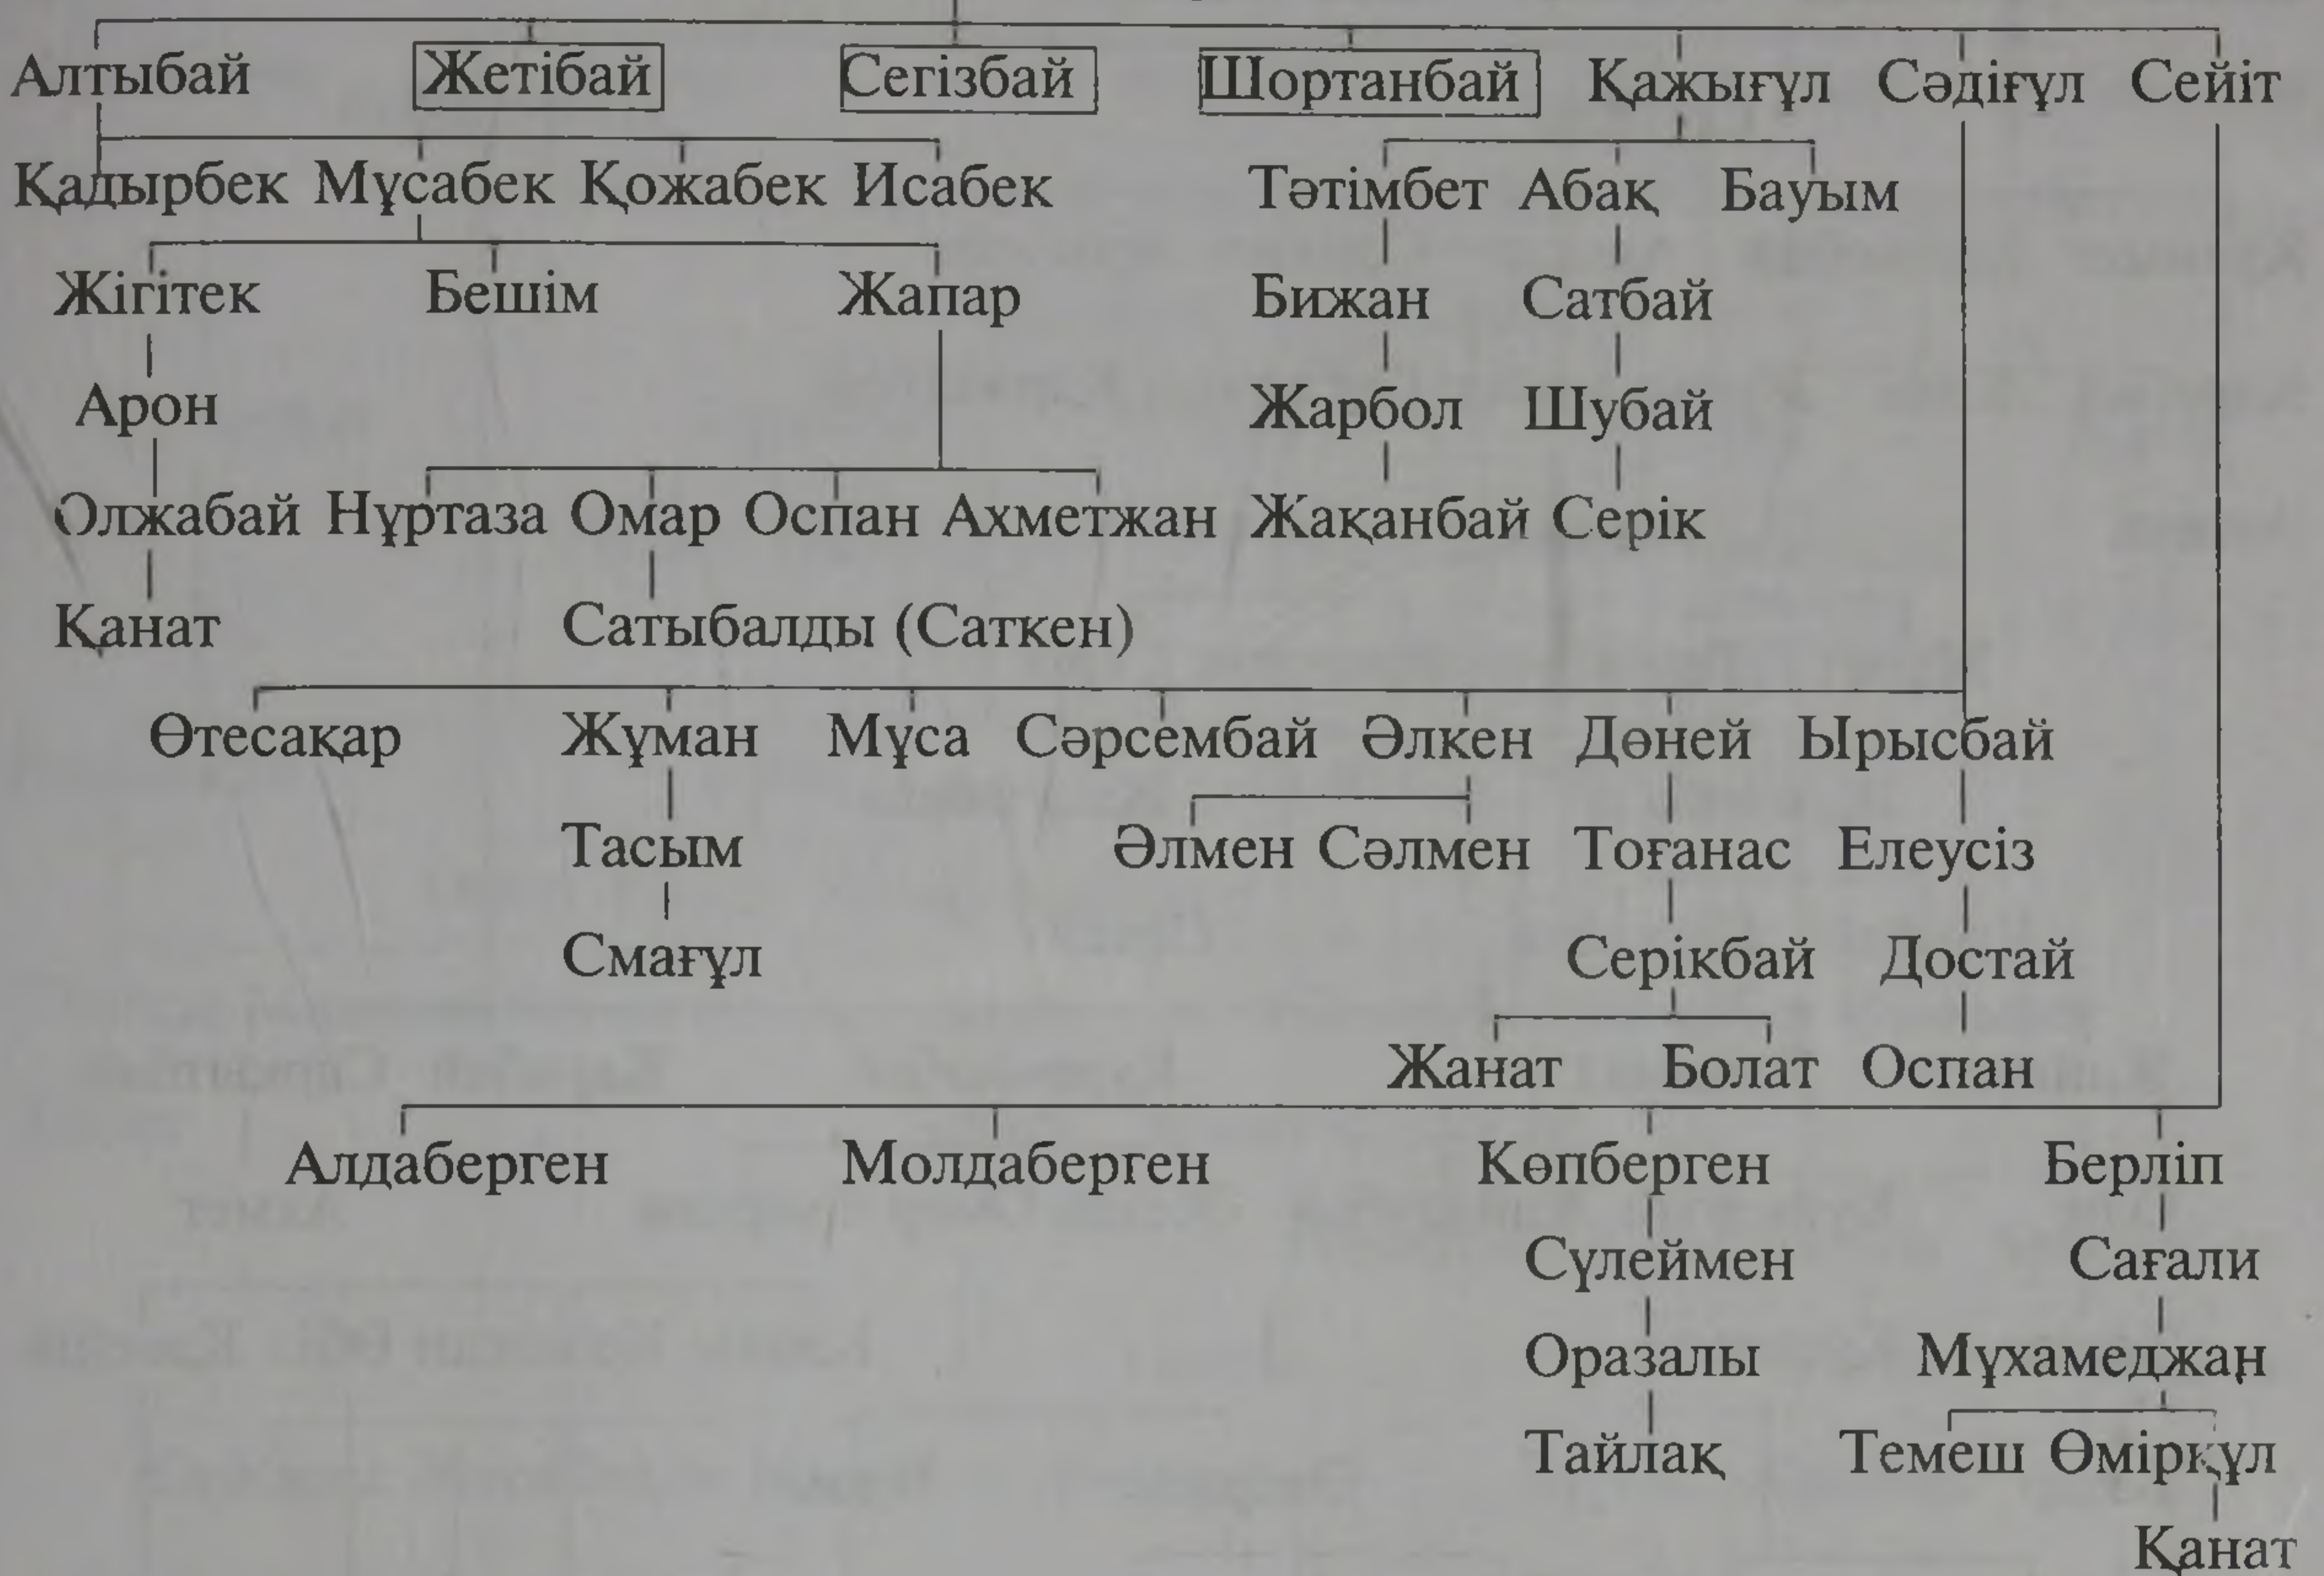 Алтыбай Жетібай Сегізбай Шортанбай Қажығұл Сәдіғұл Сейіт
Қадырбек Мұсабек Қожабек Исабек Тәтімбет Абақ Бауым
Жігітек Бешім Жапар Бижан Сатбай
Арон Жарбол Шубай
Олжабай Нұртаза Омар Оспан Ахметжан Жақанбай Серік
Қанат Сатыбалды (Саткен)
Өтесақар Жұман Мұса Сәрсембай Әлкен Дөней Ырысбай
Тасым Әлмен Сәлмен Тоғанас Елеусіз
Смағұл Серікбай Достай
Жанат Болат Оспан
Алдаберген Молдаберген Көпберген Берліп
Сүлеймен Сағали
Оразалы Мұхамеджан
Тайлақ Темеш Өмірқұл
Қанат